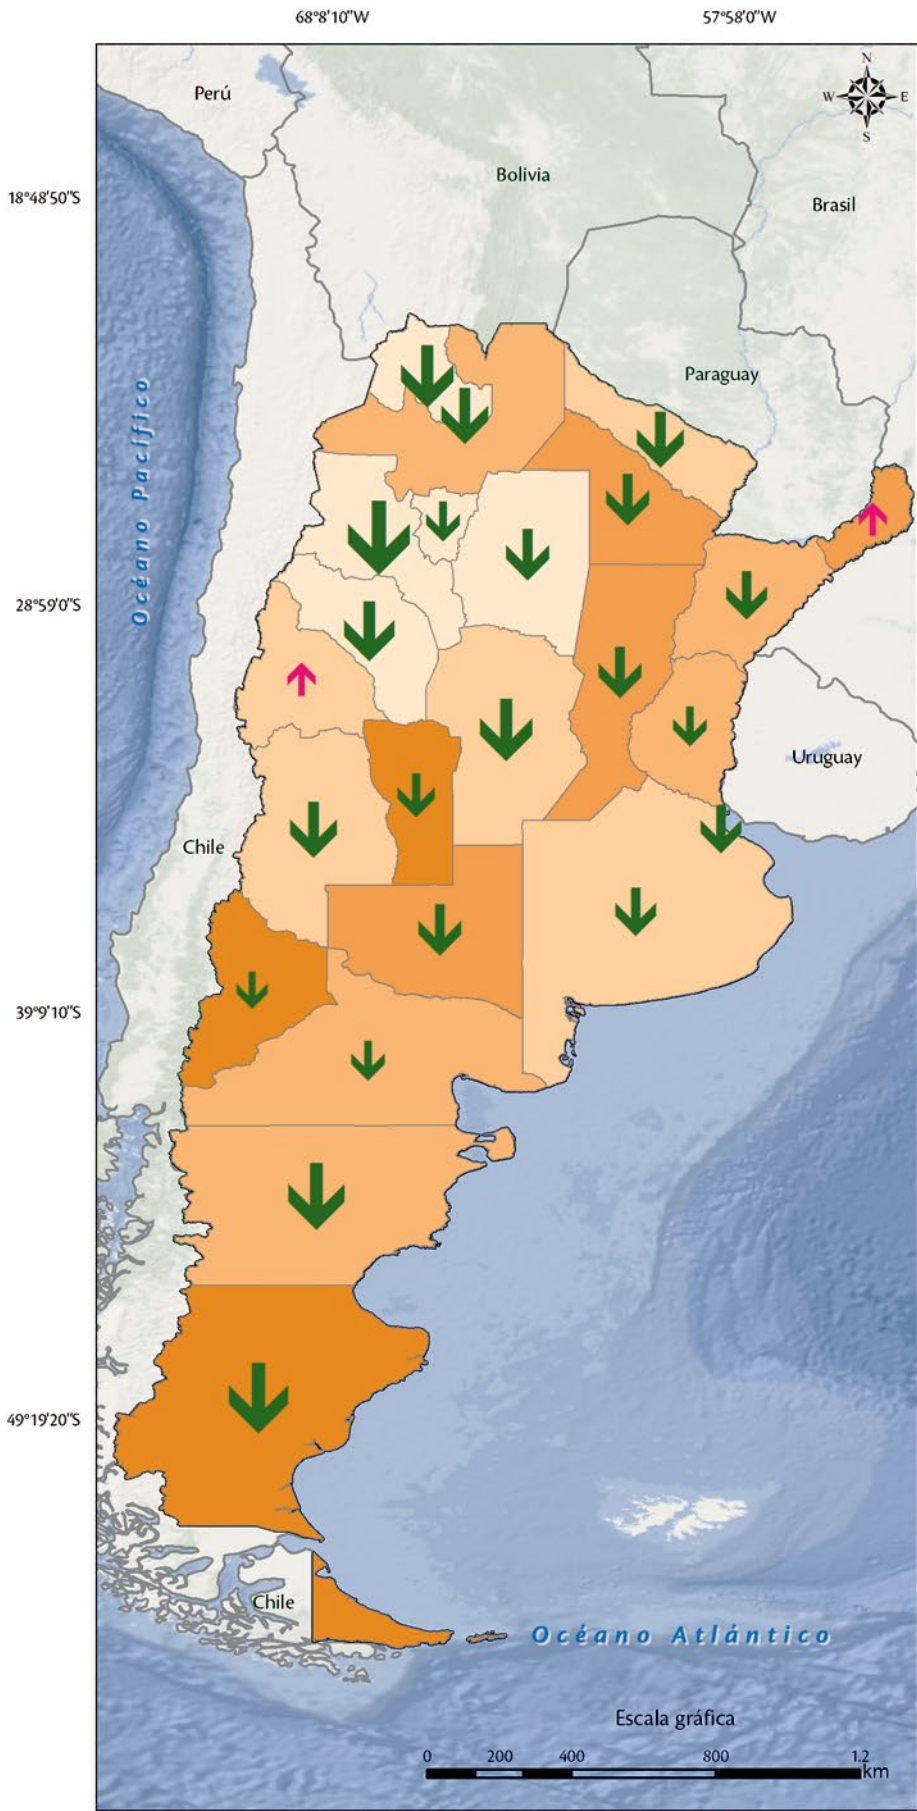 68°8'10"W
57°58'0"W
N
W
E
S
Perú
Bolivia
Brasil
18°48'50"S
Paraguay
Océano Pacífico
28°59'0"S
Uruguay
Chile
39°9'10"S
49°19'20"S
Chile
Océano Atlántico
Escala gráfica
0
200
400
800
1.2
km